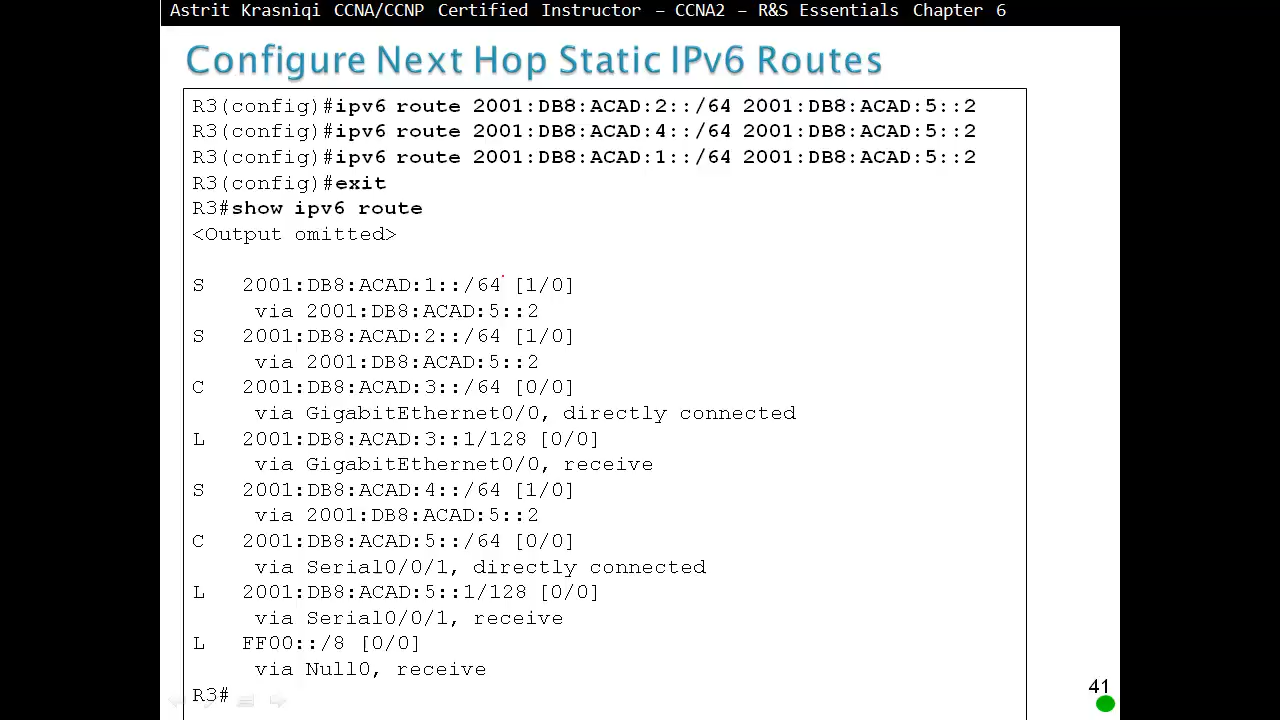 Astrit Krasniqi CCNA/CCNP Certified Instructor – CCNA2 – R&S Essentials Chapter 6
Configure Next Hop Static IPv6 Routes
R3(config)#ipv6 route 2001:DB8:ACAD:2::/64 2001:DB8:ACAD:5::2
R3(config)#ipv6 route 2001:DB8:ACAD:4::/64 2001:DB8:ACAD:5::2
R3(config)#ipv6 route 2001:DB8:ACAD:1::/64 2001:DB8:ACAD:5::2
R3(config)#exit
R3#show ipv6 route
<Output omitted>
S 2001:DB8:ACAD:1::/64 [1/0]
via 2001:DB8:ACAD:5::2
S 2001:DB8:ACAD:2::/64 [1/0]
via 2001:DB8:ACAD:5::2
C 2001:DB8:ACAD:3::/64 [0/0]
via GigabitEthernet0/0, directly connected
L 2001:DB8:ACAD:3::1/128 [0/0]
via GigabitEthernet0/0, receive
S 2001:DB8:ACAD:4::/64 [1/0]
via 2001:DB8:ACAD:5::2
C 2001:DB8:ACAD:5::/64 [0/0]
via Serial0/0/1, directly connected
L 2001:DB8:ACAD:5::1/128 [0/0]
via Serial0/0/1, receive
L FF00::/8 [0/0]
via Null0, receive
R3#
41